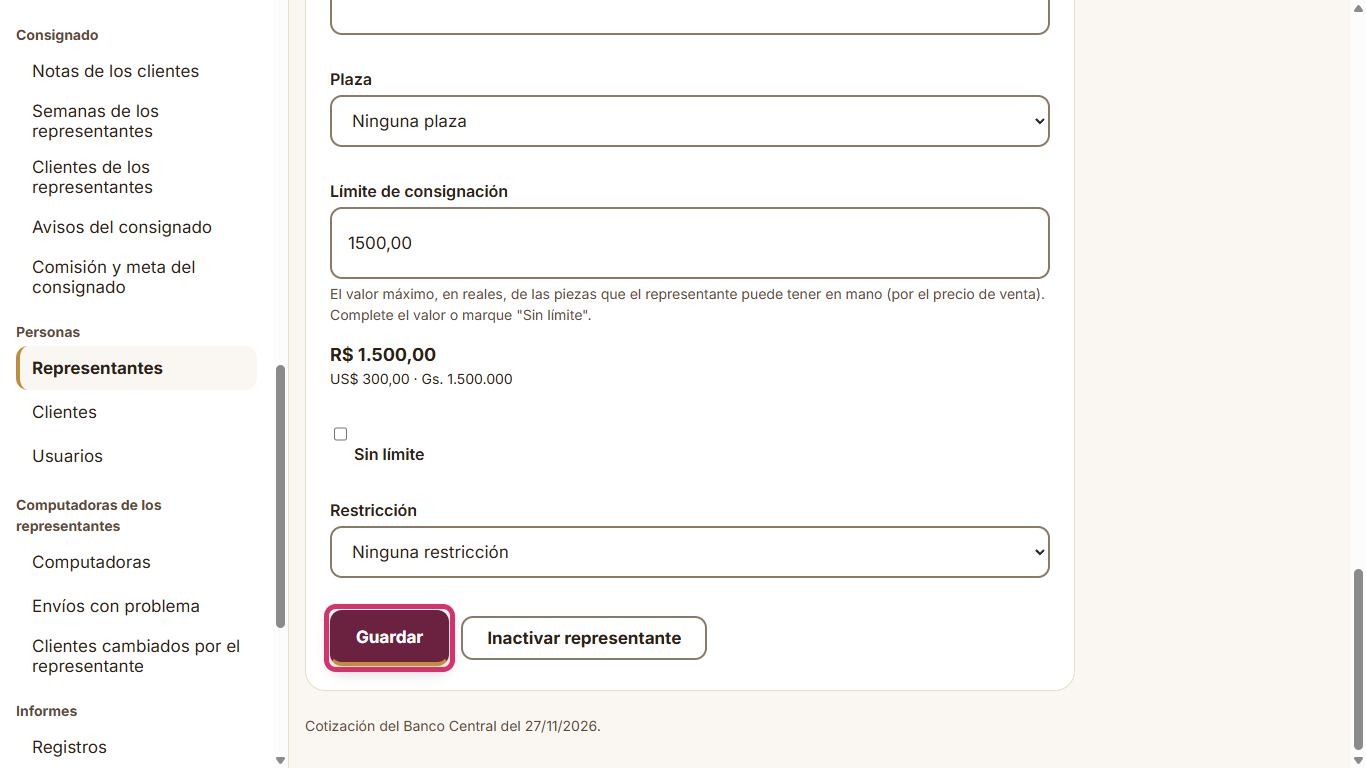 Consignado
Notas de los clientes
Semanas de los
representantes
Clientes de los
representantes
Avisos del consignado
Comisión y meta del
consignado
Personas
Representantes
Clientes
Usuarios
Computadoras de los
representantes
Computadoras
Envíos con problema
Clientes cambiados por el
representante
Informes
Registros
Plaza
Ninguna plaza
Límite de consignación
1500,00
El valor máximo, en reales, de las piezas que el representante puede tener en mano (por el precio de venta).
Complete el valor o marque "Sin límite".
R$ 1.500,00
US$ 300,00 · Gs. 1.500.000
Sin límite
Restricción
Ninguna restricción
Guardar
Inactivar representante
Cotización del Banco Central del 27/11/2026.